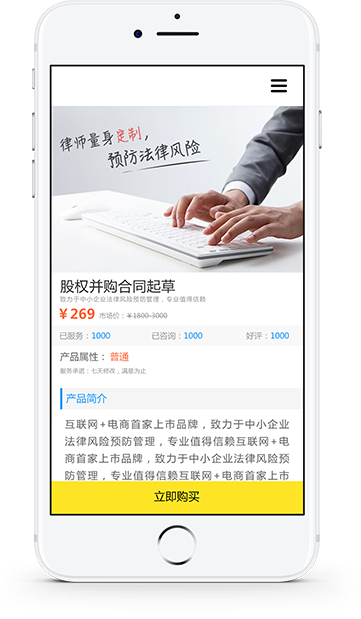 律师量身定制，
预防法律风险
股权并购合同起草
致力于中小企业法律风险预防管理，专业值得信赖
￥269 市场价：￥1800-3000
已服务：1000 已咨询：1000 好评：1000
产品属性： 普通
服务承诺：七天修改，满意为止
产品简介
互联网+电商首家上市品牌，致力于中小企业
法律风险预防管理，专业值得信赖互联网+电
商首家上市品牌，致力于中小企业法律风险预
防管理，专业值得信赖互联网+电商首家上市
立即购买